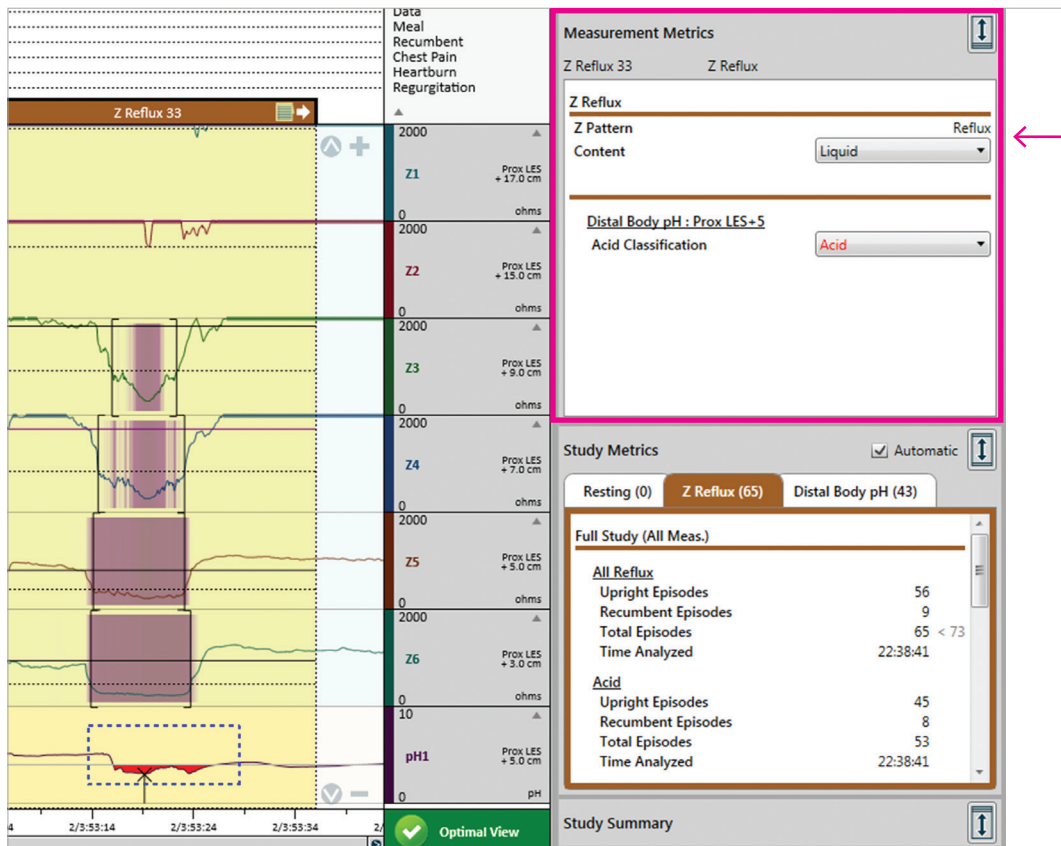 Data
Meal
Recumbent
Chest Pain
Heartburn
Regurgitation
Z Reflux 33
2000
Z1
Prox LES
+ 17.0 cm
0
ohms
2000
Z2
Prox LES
+ 15.0 cm
0
ohms
2000
Z3
Prox LES
+ 9.0 cm
0
ohms
2000
Z4
Prox LES
+ 7.0 cm
0
ohms
2000
Z5
Prox LES
+ 5.0 cm
0
ohms
2000
Z6
Prox LES
+ 3.0 cm
0
ohms
10
pH1
Prox LES
+ 5.0 cm
0
pH
4 2/3:53:14 2/3:53:24 2/3:53:34 2/
Optimal View
Measurement Metrics
Z Reflux 33 Z Reflux
Z Reflux
Z Pattern Reflux
Content Liquid
Distal Body pH : Prox LES+5
Acid Classification Acid
Study Metrics Automatic
Resting (0) Z Reflux (65) Distal Body pH (43)
Full Study (All Meas.)
All Reflux
Upright Episodes 56
Recumbent Episodes 9
Total Episodes 65 < 73
Time Analyzed 22:38:41
Acid
Upright Episodes 45
Recumbent Episodes 8
Total Episodes 53
Time Analyzed 22:38:41
Study Summary